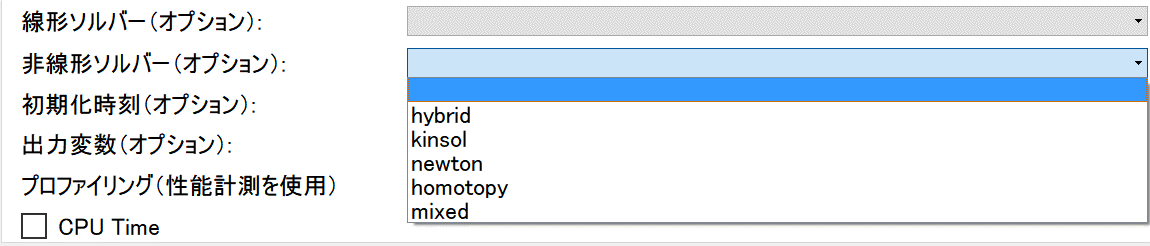 線形ソルバー(オプション):
非線形ソルバー(オプション):
初期化時刻(オプション):
hybrid
kinsol
出力変数(オプション):
newton
プロファイリング(性能計測を使用)
homotopy
mixed
CPU Time